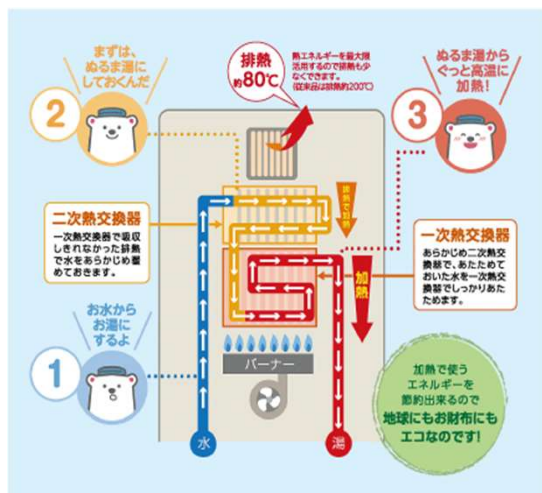 まずは、
ぬるま湯に
しておくんだ
2
排熱
約80℃
熱エネルギーを最大限
活用するので排熱も少
なくできます。
(従来品は排熱約200℃)
ぬるま湯から
ぐっと高温に
加熱!
3
排熱で加熱
二次熱交換器
一次熱交換器で吸収
しきれなかった排熱
で水をあらかじめ暖
めておきます。
一次熱交換器
あらかじめ二次熱交
換器で、あたためて
おいた水を一次熱交
換器でしっかりあた
ためます。
加熱
お水から
お湯に
するよ
1
バーナー
加熱で使う
エネルギーを
節約出来るので
地球にもお財布にも
エコなのです!
水
湯